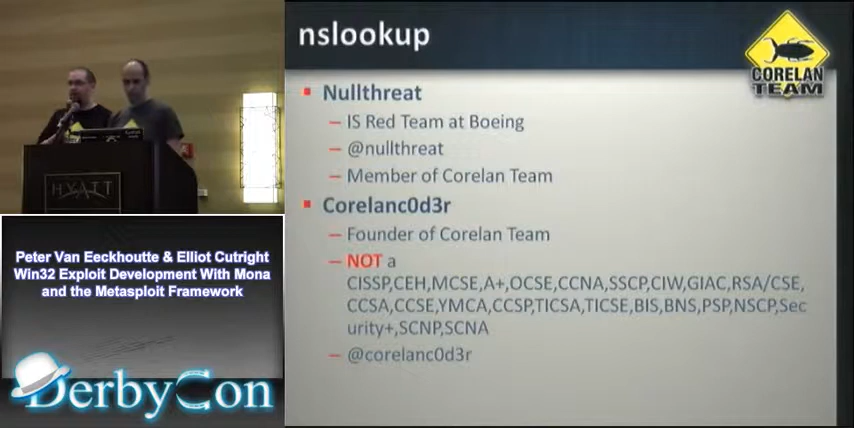 nslookup
CORELAN
TEAM
Nullthreat
– IS Red Team at Boeing
– @nullthreat
– Member of Corelan Team
Corelanc0d3r
– Founder of Corelan Team
– NOT a
CISSP,CEH,MCSE,A+,OCSE,CCNA,SSCP,CIW,GIAC,RSA/CSE,
CCSA,CCSE,YMCA,CCSP,TICSA,TICSE,BIS,BNS,PSP,NSCP,Sec
urity+,SCNP,SCNA
– @corelanc0d3r
HYATT
Peter Van Eeckhoutte & Elliot Cutright
Win32 Exploit Development With Mona
and the Metasploit Framework
DerbyCon